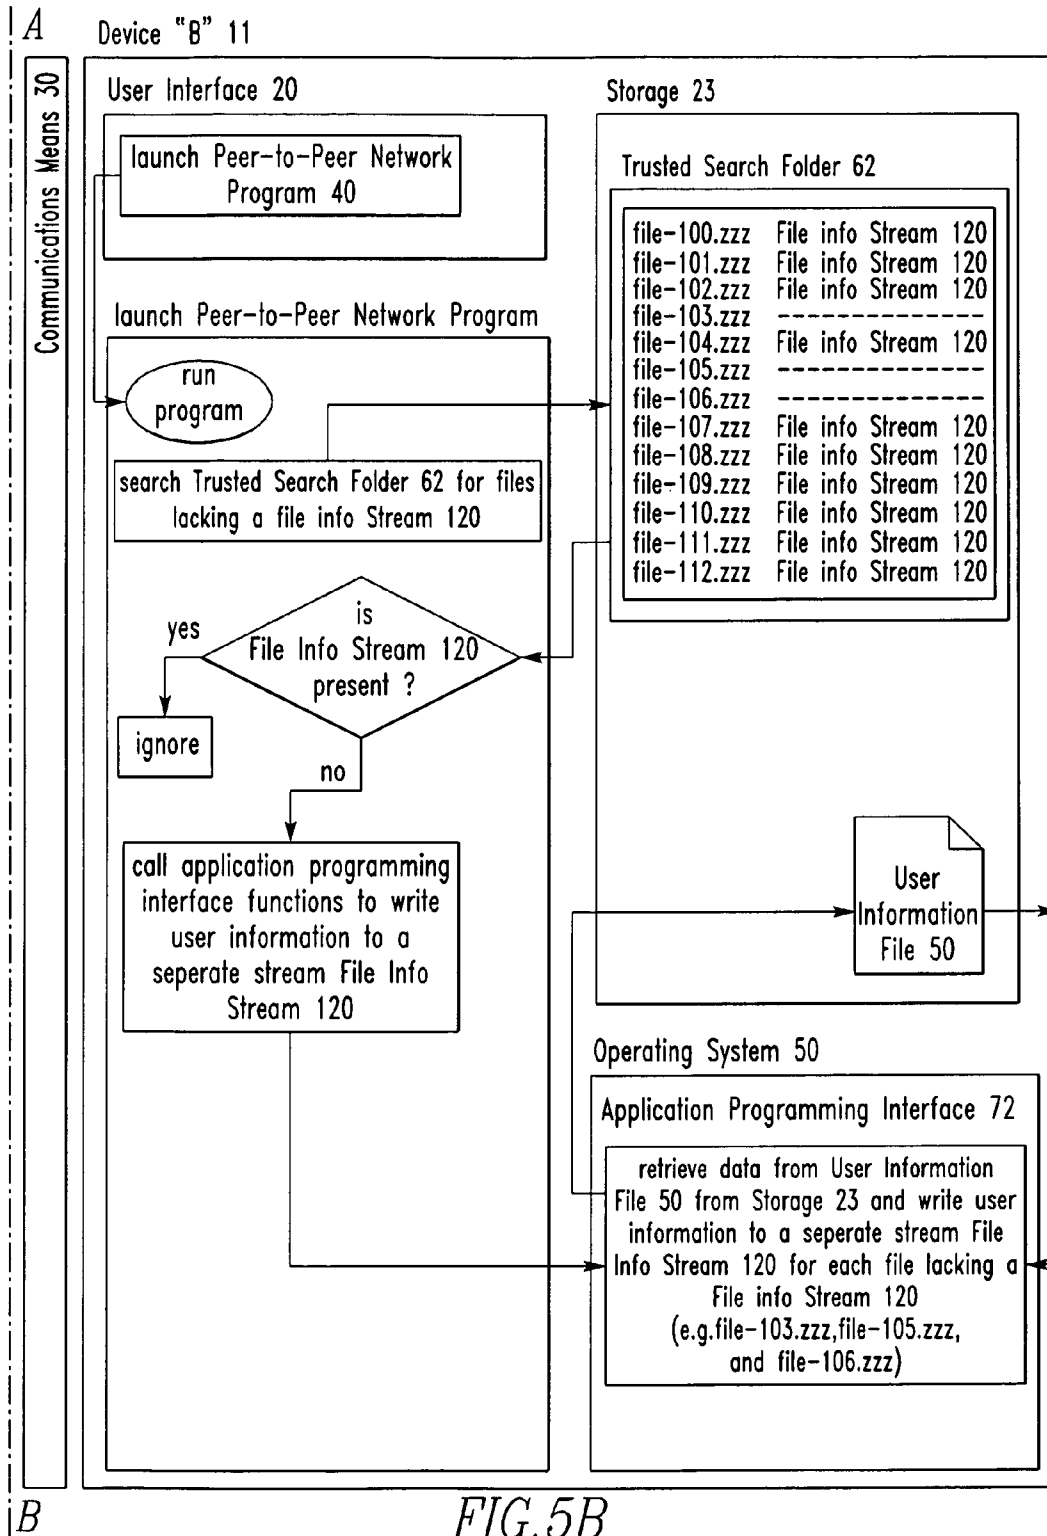 A
Device "B" 11
Communications Means 30
User Interface 20
launch Peer-to-Peer Network
Program 40
launch Peer-to-Peer Network Program
run
program
search Trusted Search Folder 62 for files
lacking a file info Stream 120
is
File Info Stream 120
present ?
yes
ignore
no
call application programming
interface functions to write
user information to a
seperate stream File Info
Stream 120
Storage 23
Trusted Search Folder 62
file-100.zzz File info Stream 120
file-101.zzz File info Stream 120
file-102.zzz File info Stream 120
file-103.zzz ---------------
file-104.zzz File info Stream 120
file-105.zzz ---------------
file-106.zzz ---------------
file-107.zzz File info Stream 120
file-108.zzz File info Stream 120
file-109.zzz File info Stream 120
file-110.zzz File info Stream 120
file-111.zzz File info Stream 120
file-112.zzz File info Stream 120
User
Information
File 50
Operating System 50
Application Programming Interface 72
retrieve data from User Information
File 50 from Storage 23 and write user
information to a seperate stream File
Info Stream 120 for each file lacking a
File info Stream 120
(e.g.file-103.zzz,file-105.zzz,
and file-106.zzz)
B
FIG.5B